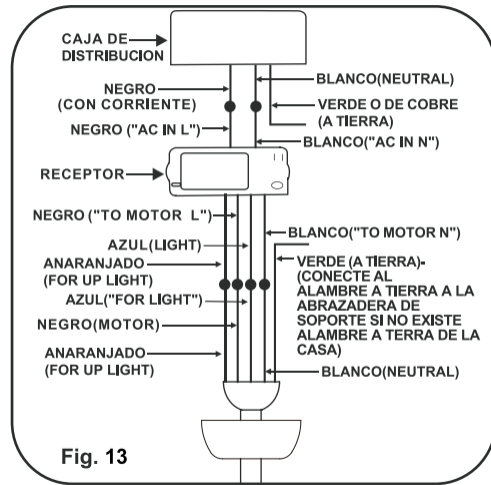 CAJA DE
DISTRIBUCION
NEGRO
(CON CORRIENTE)
BLANCO(NEUTRAL)
VERDE O DE COBRE
(A TIERRA)
NEGRO ("AC IN L")
BLANCO("AC IN N")
RECEPTOR
NEGRO ("TO MOTOR L")
BLANCO("TO MOTOR N")
AZUL(LIGHT)
ANARANJADO
(FOR UP LIGHT)
VERDE (A TIERRA)-
(CONECTE AL
ALAMBRE A TIERRA A LA
ABRAZADERA DE
SOPORTE SI NO EXISTE
ALAMBRE A TERRA DE LA
CASA)
AZUL("FOR LIGHT")
NEGRO(MOTOR)
ANARANJADO
(FOR UP LIGHT)
BLANCO(NEUTRAL)
Fig. 13